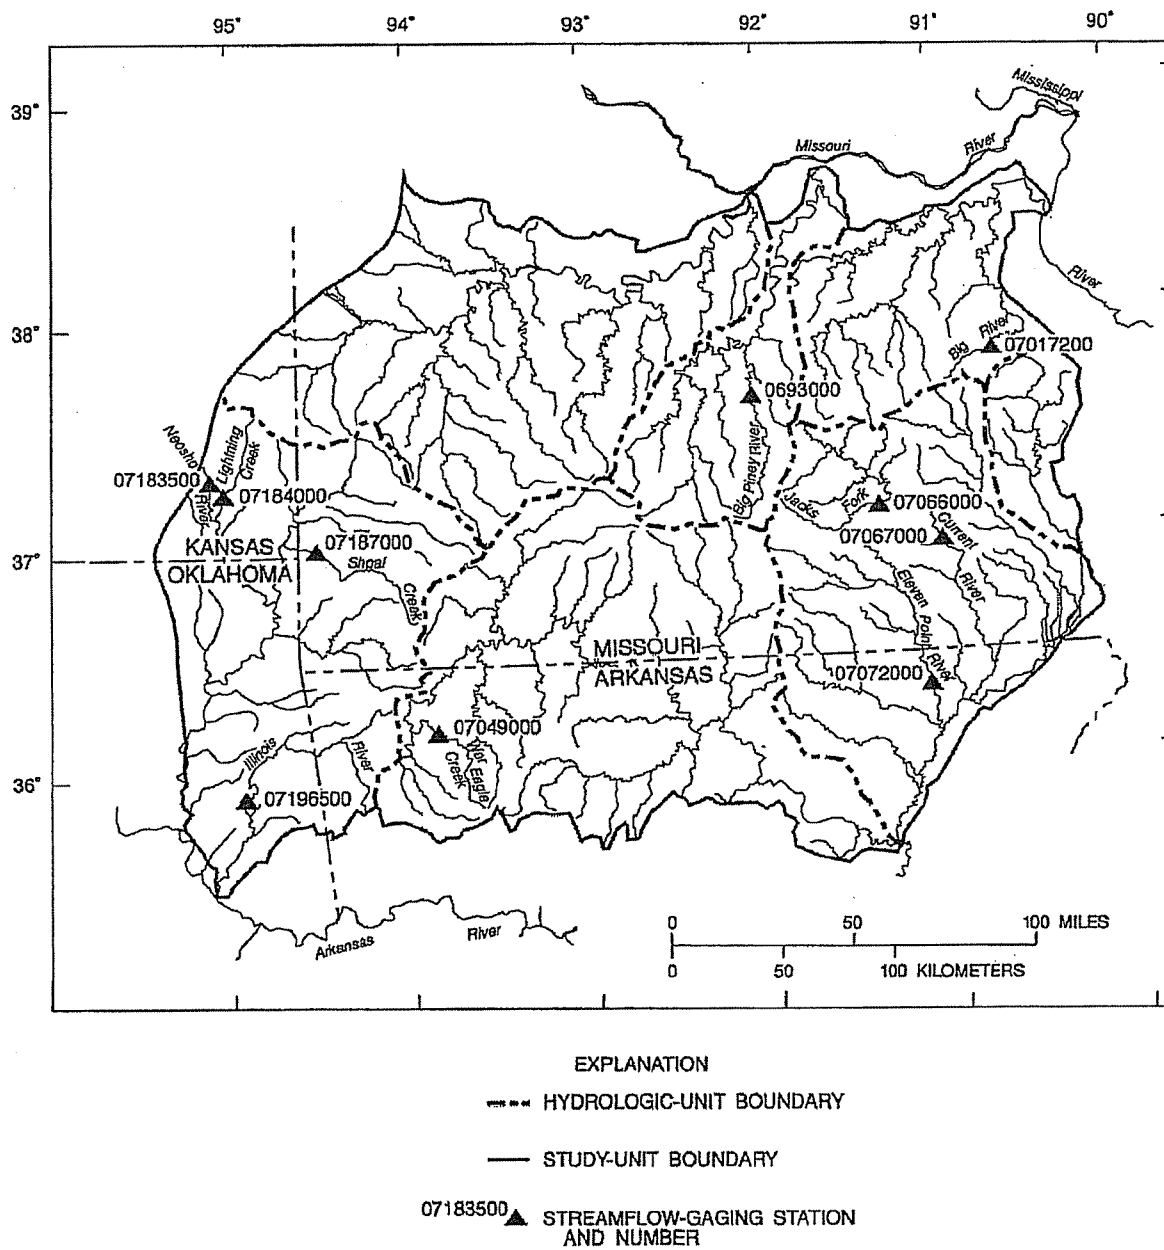 95° 94° 93° 92° 91° 90°
39°
38°
37°
36°
Mississippi
River
Missouri
River
Big
River
07017200
0693000
Big Piney River
Neosho
River
Lighting
Creek
07183500
07184000
07187000
Shoal
Creek
KANSAS
OKLAHOMA
Jacks
Fork
07066000
07067000
Current
River
Eleven Point
River
07072000
MISSOURI
ARKANSAS
07049000
War Eagle
Creek
Illinois
River
07196500
Arkansas
River
0 50 100 MILES
0 50 100 KILOMETERS
EXPLANATION
HYDROLOGIC-UNIT BOUNDARY
STUDY-UNIT BOUNDARY
07183500 STREAMFLOW-GAGING STATION
AND NUMBER